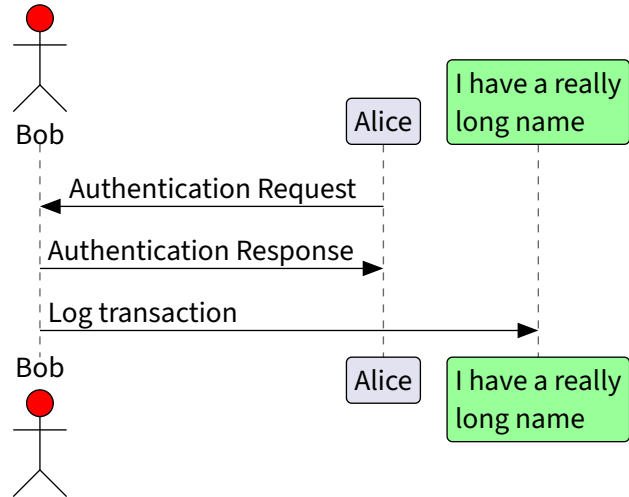 Bob
Alice
I have a really
long name
Authentication Request
Authentication Response
Log transaction
Bob
Alice
I have a really
long name